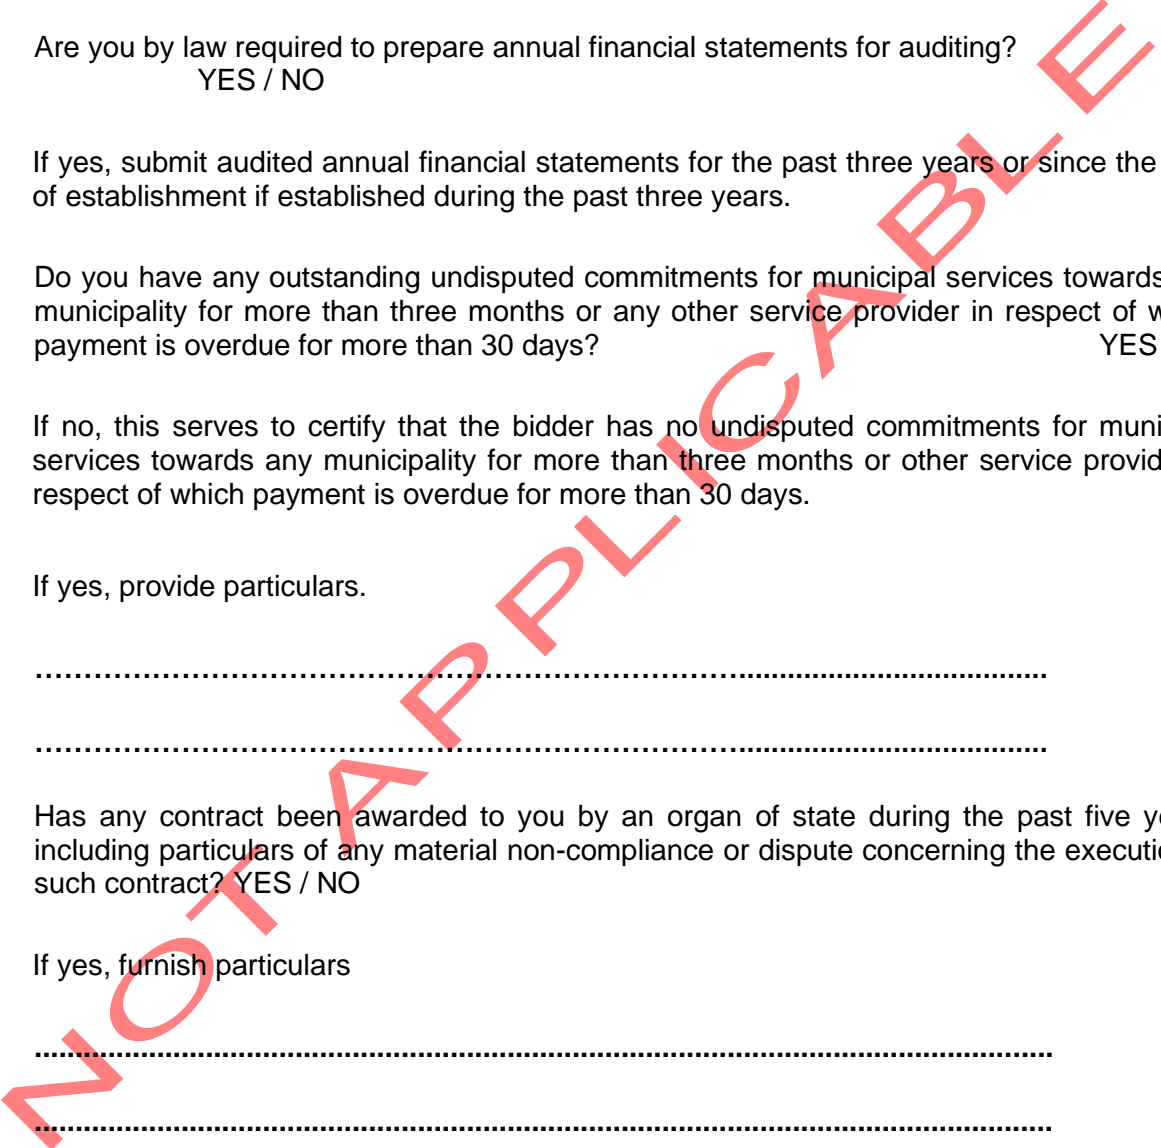 Are you by law required to prepare annual financial statements for auditing?
YES / NO
If yes, submit audited annual financial statements for the past three years or since the
of establishment if established during the past three years.
Do you have any outstanding undisputed commitments for municipal services towards
municipality for more than three months or any other service provider in respect of
payment is overdue for more than 30 days? YES
If no, this serves to certify that the bidder has no undisputed commitments for muni
services towards any municipality for more than three months or other service provid
respect of which payment is overdue for more than 30 days.
If yes, provide particulars.
………………………………………………………………......................................
………………………………………………………………......................................
Has any contract been awarded to you by an organ of state during the past five y
including particulars of any material non-compliance or dispute concerning the executi
such contract? YES / NO
If yes, furnish particulars
..............................................................................................................................
..............................................................................................................................
NOT APPLICABLE